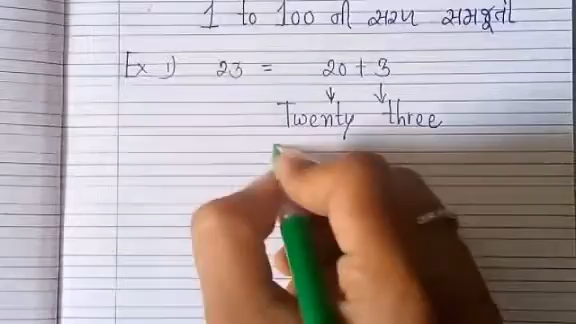 1 to 100 ની સરળ સમજૂતી
Ex 1) 23 = 20 + 3
↓ ↓
Twenty three